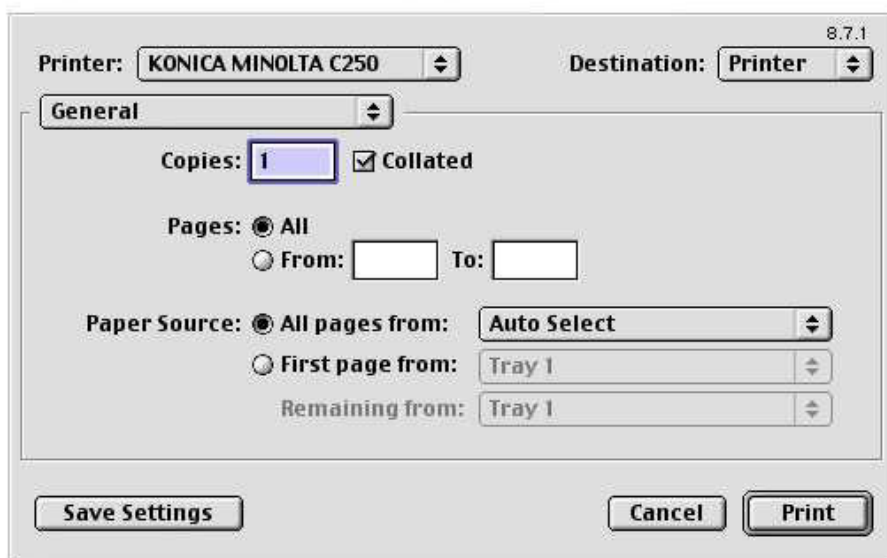 8.7.1
Printer: KONICA MINOLTA C250 Destination: Printer
General
Copies: 1 Collated
Pages: All
From: To:
Paper Source: All pages from: Auto Select
First page from: Tray 1
Remaining from: Tray 1
Save Settings Cancel Print